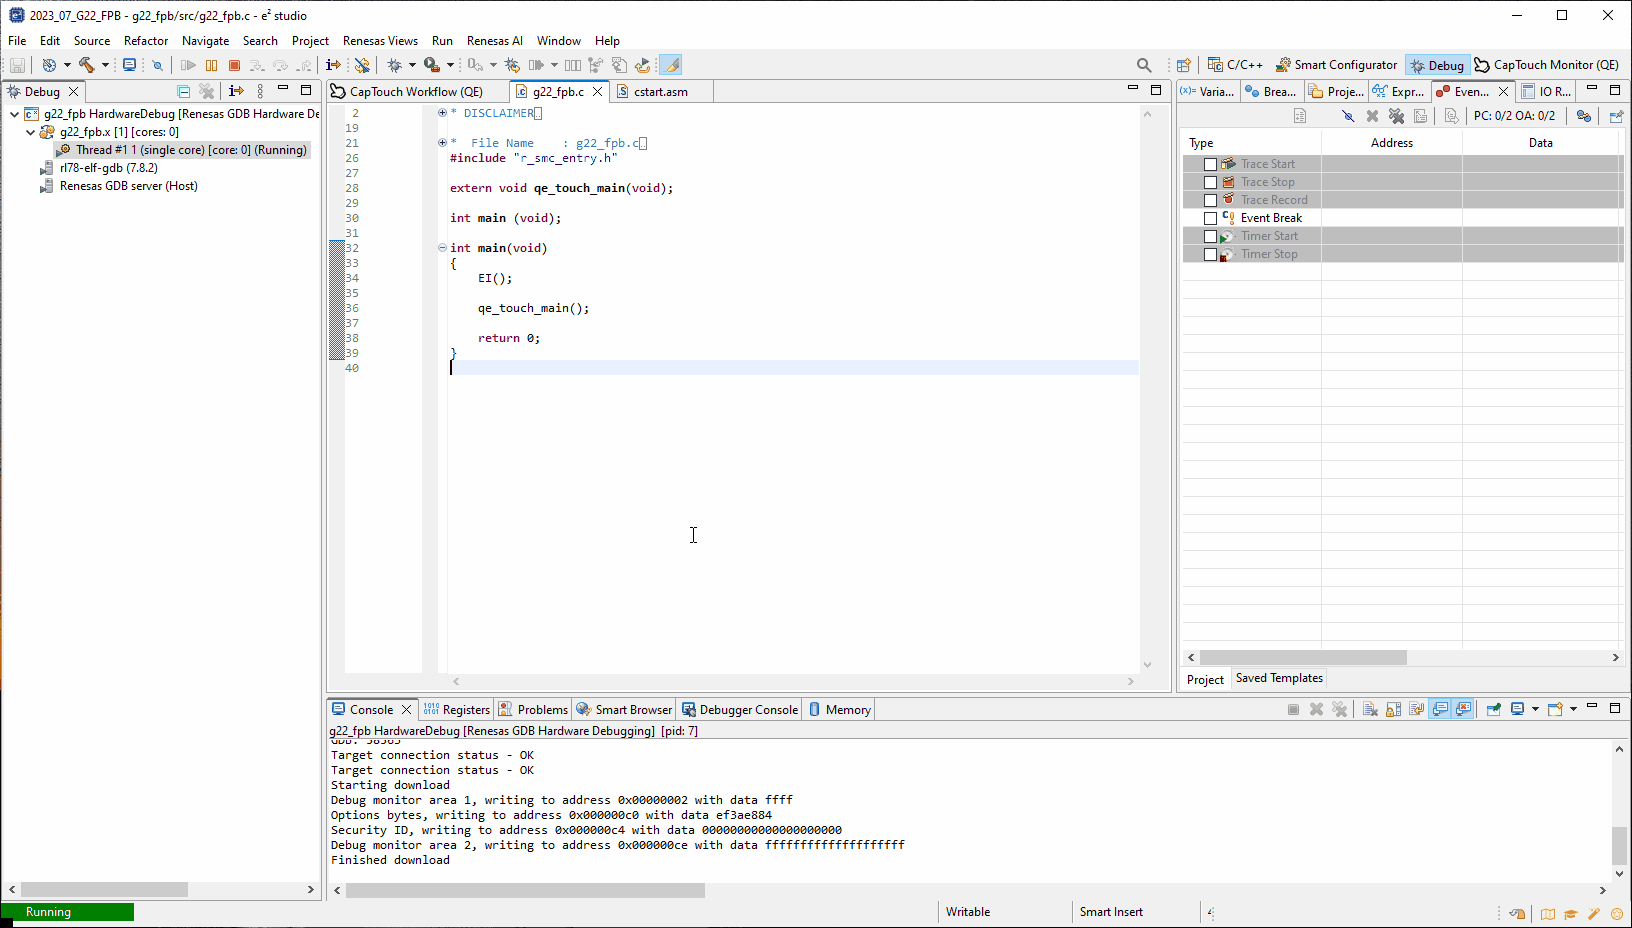 2023_07_G22_FPB - g22_fpb/src/g22_fpb.c - e² studio
File Edit Source Refactor Navigate Search Project Renesas Views Run Renesas AI Window Help
C/C++ Smart Configurator Debug CapTouch Monitor (QE)
Debug
g22_fpb HardwareDebug [Renesas GDB Hardware De
g22_fpb.x [1] [cores: 0]
Thread #1 1 (single core) [core: 0] (Running)
rl78-elf-gdb (7.8.2)
Renesas GDB server (Host)
CapTouch Workflow (QE) g22_fpb.c cstart.asm
2 * DISCLAIMER
19
21 * File Name : g22_fpb.c
26 #include "r_smc_entry.h"
27
28 extern void qe_touch_main(void);
29
30 int main (void);
31
32 int main(void)
33 {
34 EI();
35
36 qe_touch_main();
37
38 return 0;
39 }
40
(x)= Varia... Brea... Proje... Expr... Even... IO R...
PC: 0/2 OA: 0/2
Type Address Data
Trace Start
Trace Stop
Trace Record
Event Break
Timer Start
Timer Stop
Project Saved Templates
Console Registers Problems Smart Browser Debugger Console Memory
g22_fpb HardwareDebug [Renesas GDB Hardware Debugging] [pid: 7]
GDB: 58565
Target connection status - OK
Target connection status - OK
Starting download
Debug monitor area 1, writing to address 0x00000002 with data ffff
Options bytes, writing to address 0x000000c0 with data ef3ae884
Security ID, writing to address 0x000000c4 with data 00000000000000000000
Debug monitor area 2, writing to address 0x000000ce with data ffffffffffffffffffff
Finished download
Running Writable Smart Insert